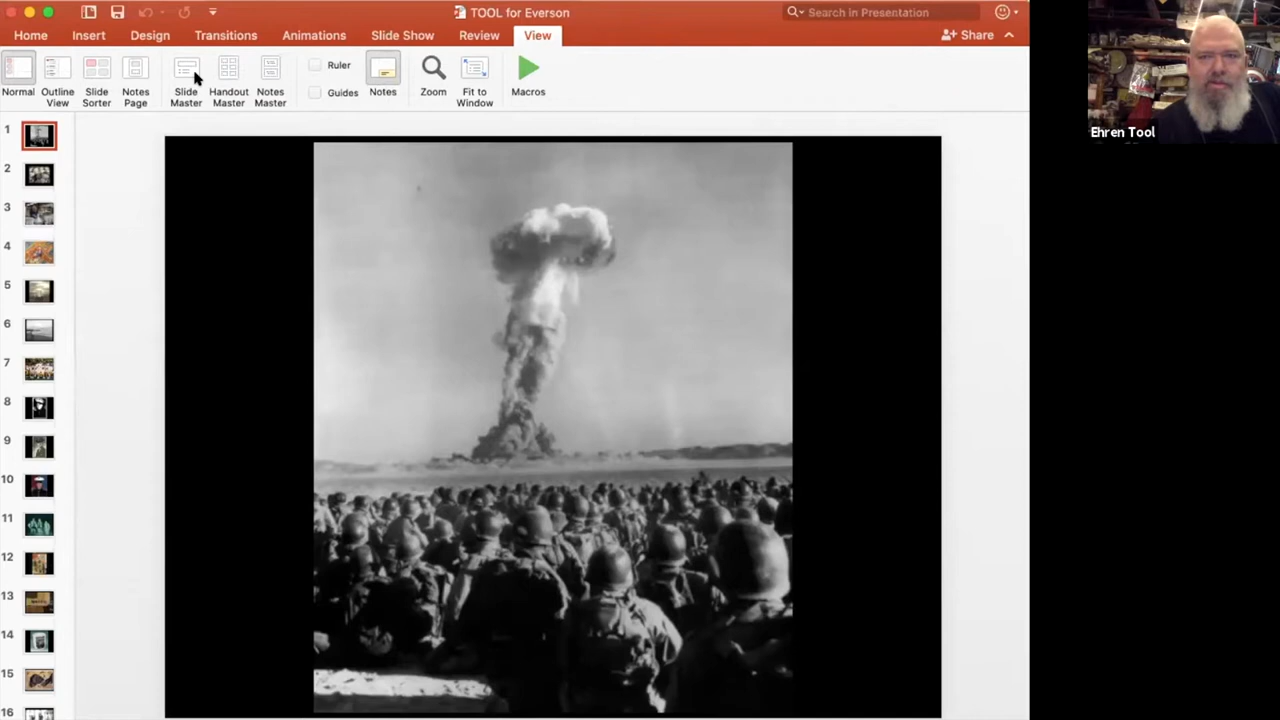 TOOL for Everson
Search in Presentation
Home Insert Design Transitions Animations Slide Show Review View
Share
Ruler
Guides
Normal
Outline View
Slide Sorter
Notes Page
Slide Master
Handout Master
Notes Master
Notes
Zoom
Fit to Window
Macros
Ehren Tool
1
2
3
4
5
6
7
8
9
10
11
12
13
14
15
16